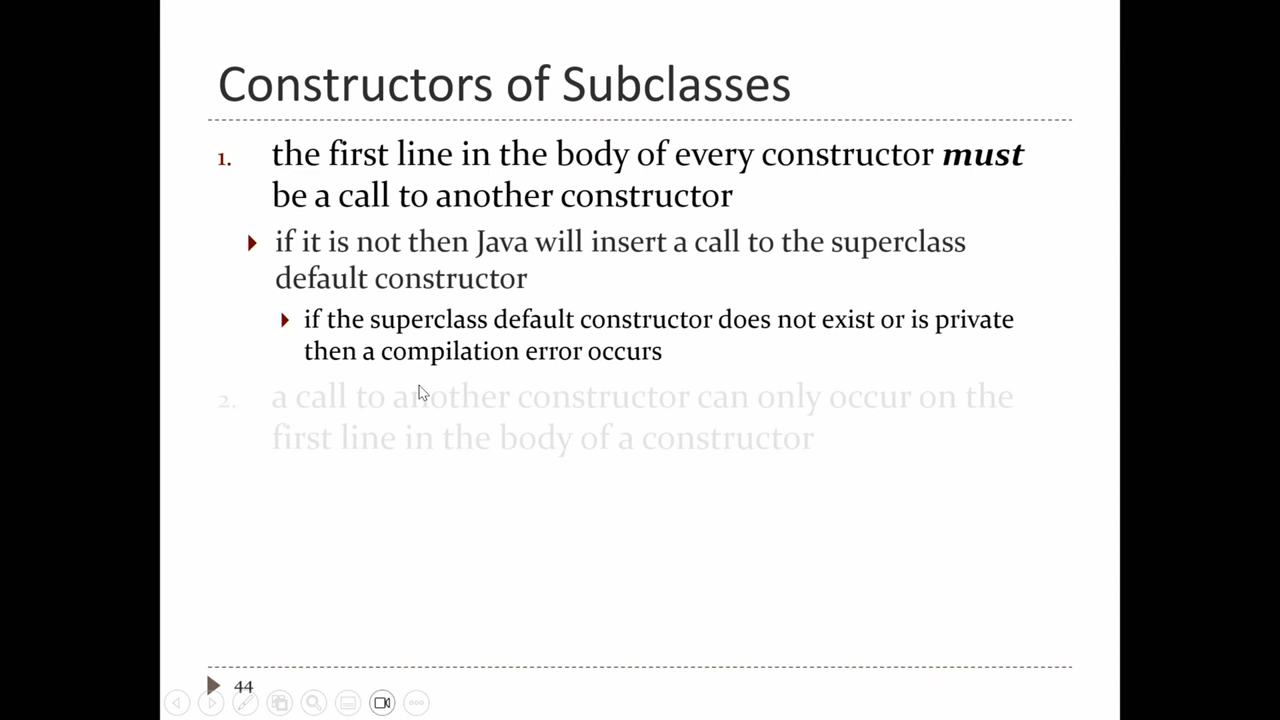 Constructors of Subclasses
1. the first line in the body of every constructor must
be a call to another constructor
if it is not then Java will insert a call to the superclass
default constructor
if the superclass default constructor does not exist or is private
then a compilation error occurs
2. a call to another constructor can only occur on the
first line in the body of a constructor
44